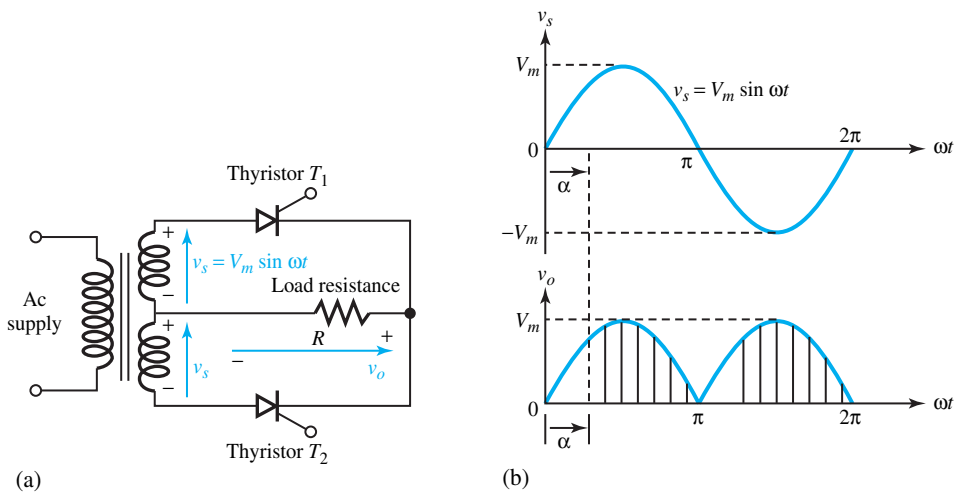 Thyristor T1
+
vs = Vm sin ωt
−
Load resistance
Ac
supply
+
R
+
−
vo
vs
−
Thyristor T2
(a)
vs
Vm
vs = Vm sin ωt
2π
0
π
ωt
α
−Vm
vo
Vm
0
π
2π
ωt
α
(b)